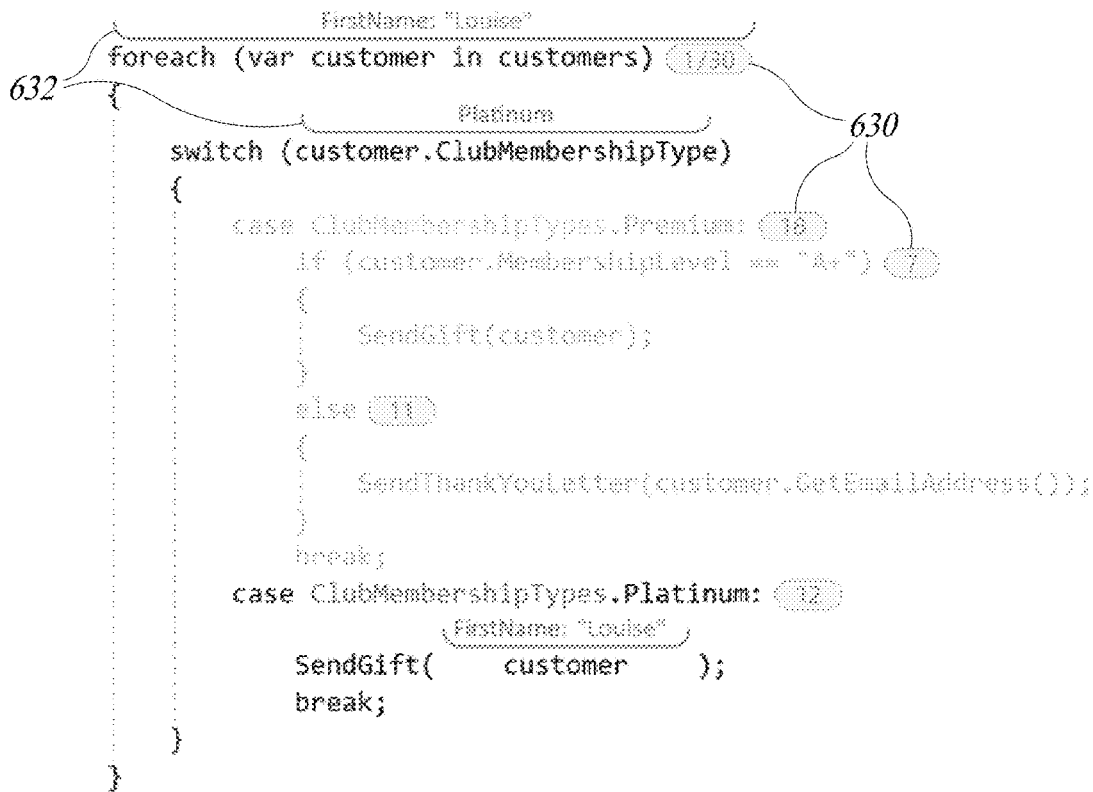 FirstName: "Louise"
foreach (var customer in customers) 1/30
632
{
Platinum
630
switch (customer.ClubMembershipType)
{
case ClubMembershipTypes.Premium: 18
if (customer.MembershipLevel == "A+") 7
{
SendGift(customer);
}
else 11
{
SendThankYouLetter(customer.GetEmailAddress());
}
break;
case ClubMembershipTypes.Platinum: 12
FirstName: "Louise"
SendGift( customer );
break;
}
}